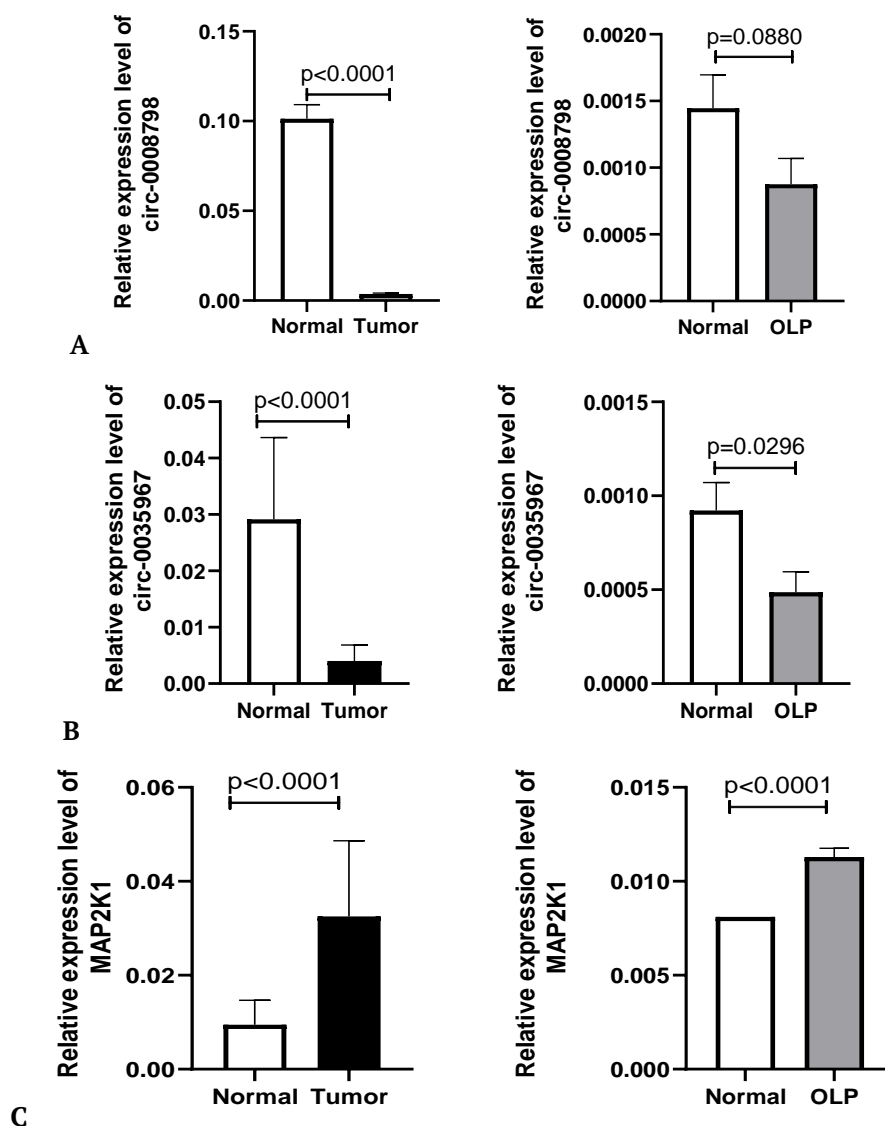 Relative expression level of
circ-0008798
0.15
0.10
0.05
0.00
p<0.0001
Normal Tumor
Relative expression level of
circ-0008798
0.0020
0.0015
0.0010
0.0005
0.0000
p=0.0880
Normal OLP
A
Relative expression level of
circ-0035967
0.05
0.04
0.03
0.02
0.01
0.00
p<0.0001
Normal Tumor
Relative expression level of
circ-0035967
0.0015
0.0010
0.0005
0.0000
p=0.0296
Normal OLP
B
Relative expression level of
MAP2K1
0.06
0.04
0.02
0.00
p<0.0001
Normal Tumor
Relative expression level of
MAP2K1
0.015
0.010
0.005
0.000
p<0.0001
Normal OLP
C